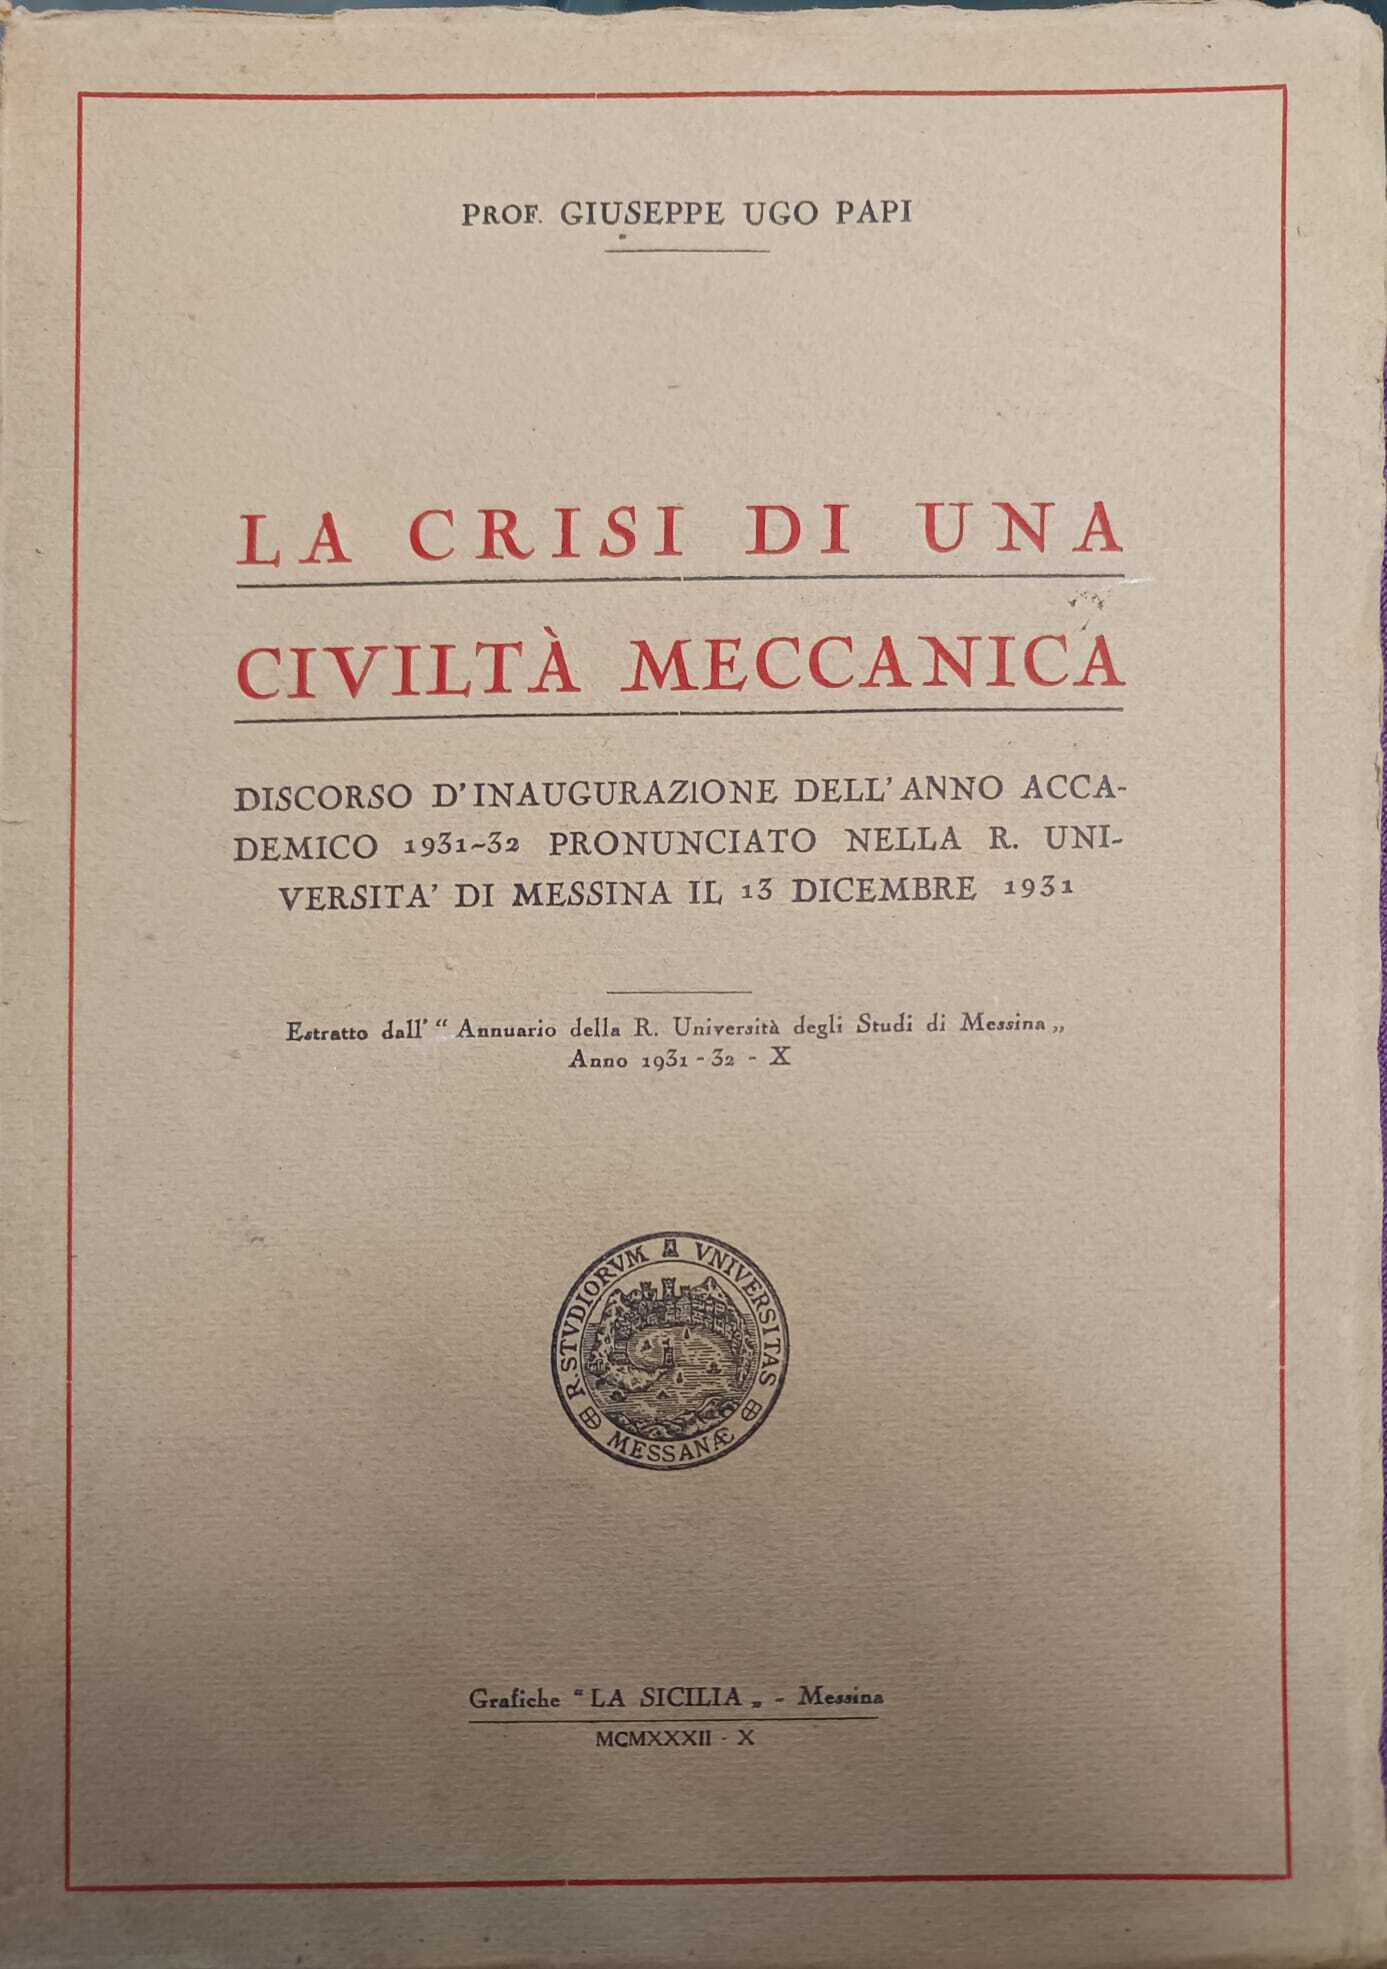 PROF. GIUSEPPE UGO PAPI
LA CRISI DI UNA
CIVILTÀ MECCANICA
DISCORSO D'INAUGURAZIONE DELL'ANNO ACCA-
DEMICO 1931-32 PRONUNCIATO NELLA R. UNI-
VERSITA' DI MESSINA IL 13 DICEMBRE 1931
Estratto dall' “ Annuario della R. Università degli Studi di Messina „
Anno 1931 - 32 - X
R. STVDIORVM VNIVERSITAS
MESSANÆ
Grafiche “ LA SICILIA „ - Messina
MCMXXXII - X